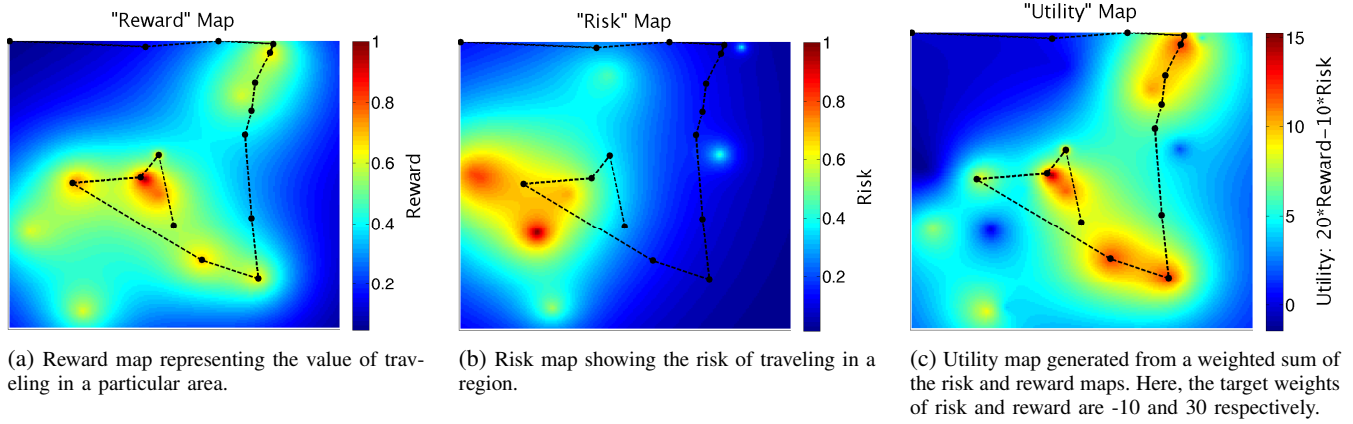 "Reward" Map
1
0.8
0.6
0.4
0.2
Reward
(a) Reward map representing the value of trav-
eling in a particular area.
"Risk" Map
1
0.8
0.6
0.4
0.2
Risk
(b) Risk map showing the risk of traveling in a
region.
"Utility" Map
15
10
5
0
Utility: 20*Reward−10*Risk
(c) Utility map generated from a weighted sum of
the risk and reward maps. Here, the target weights
of risk and reward are -10 and 30 respectively.